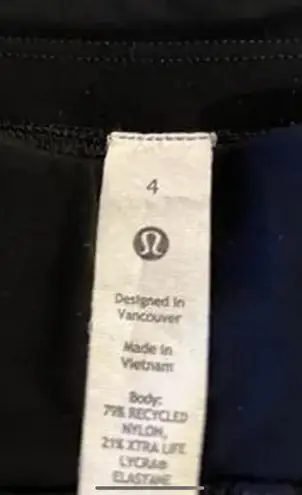 4
Designed in
Vancouver
Made in
Vietnam
Body:
79% RECYCLED
NYLON,
21% XTRA LIFE
LYCRA®
ELASTANE